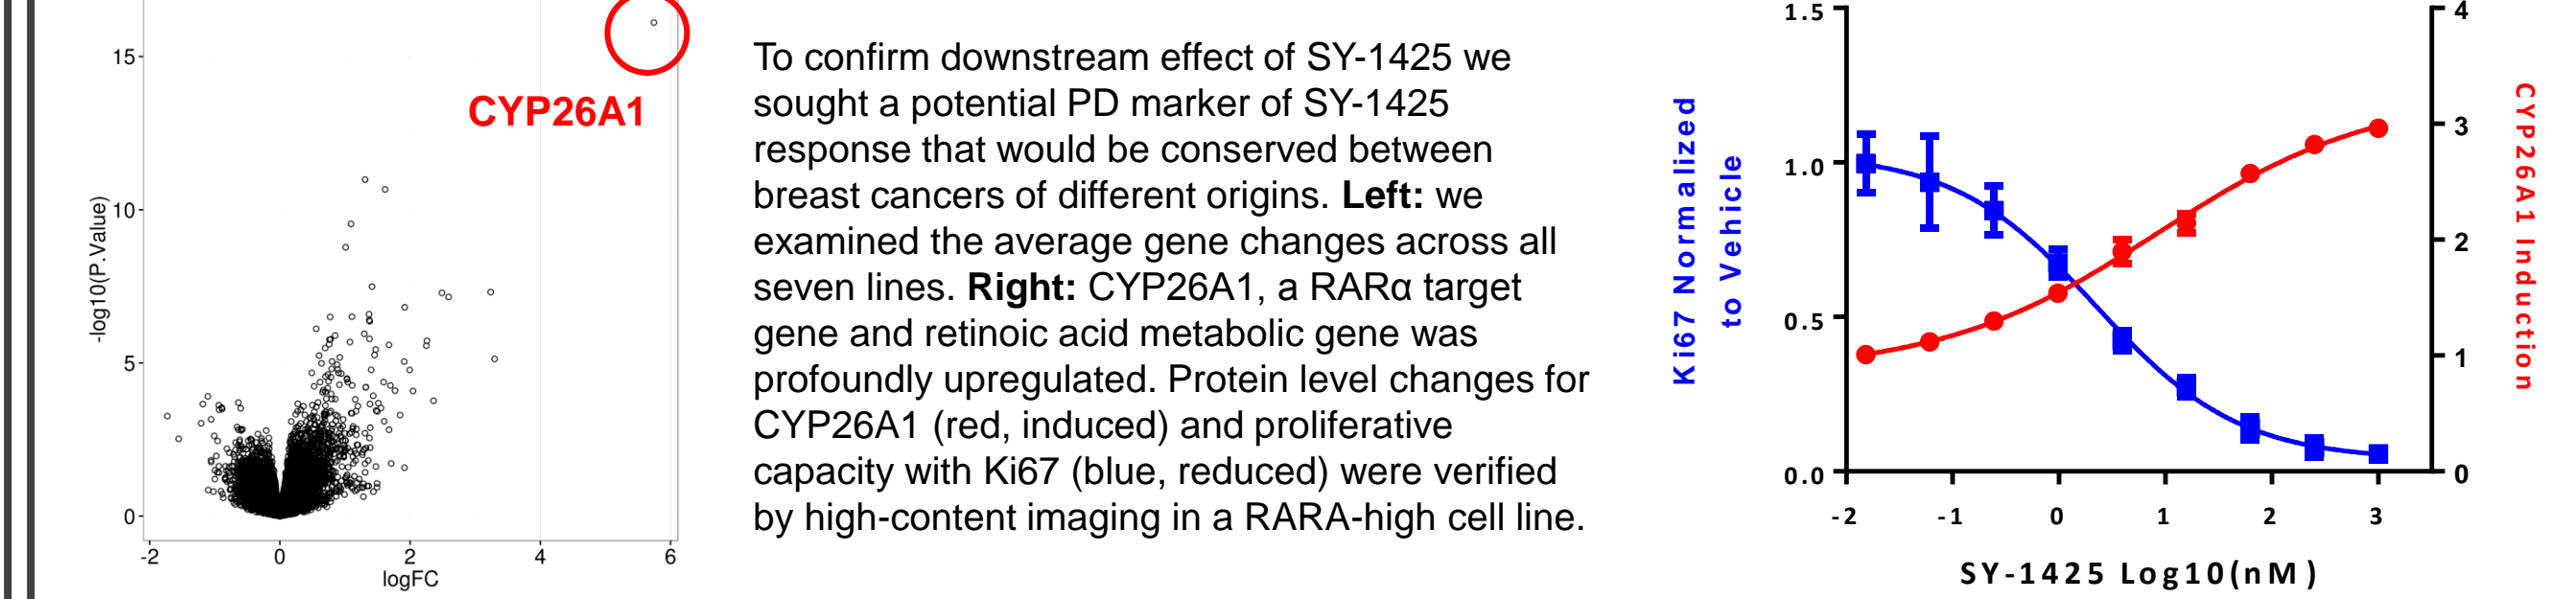 15
10
5
0
-log10(P.Value)
-2 0 2 4 6
logFC
CYP26A1
To confirm downstream effect of SY-1425 we
sought a potential PD marker of SY-1425
response that would be conserved between
breast cancers of different origins. Left: we
examined the average gene changes across all
seven lines. Right: CYP26A1, a RARα target
gene and retinoic acid metabolic gene was
profoundly upregulated. Protein level changes for
CYP26A1 (red, induced) and proliferative
capacity with Ki67 (blue, reduced) were verified
by high-content imaging in a RARA-high cell line.
Ki67 Normalized
to Vehicle
1.5
1.0
0.5
0.0
-2 -1 0 1 2 3
SY-1425 Log10(nM)
4
3
2
1
0
CYP26A1 Induction